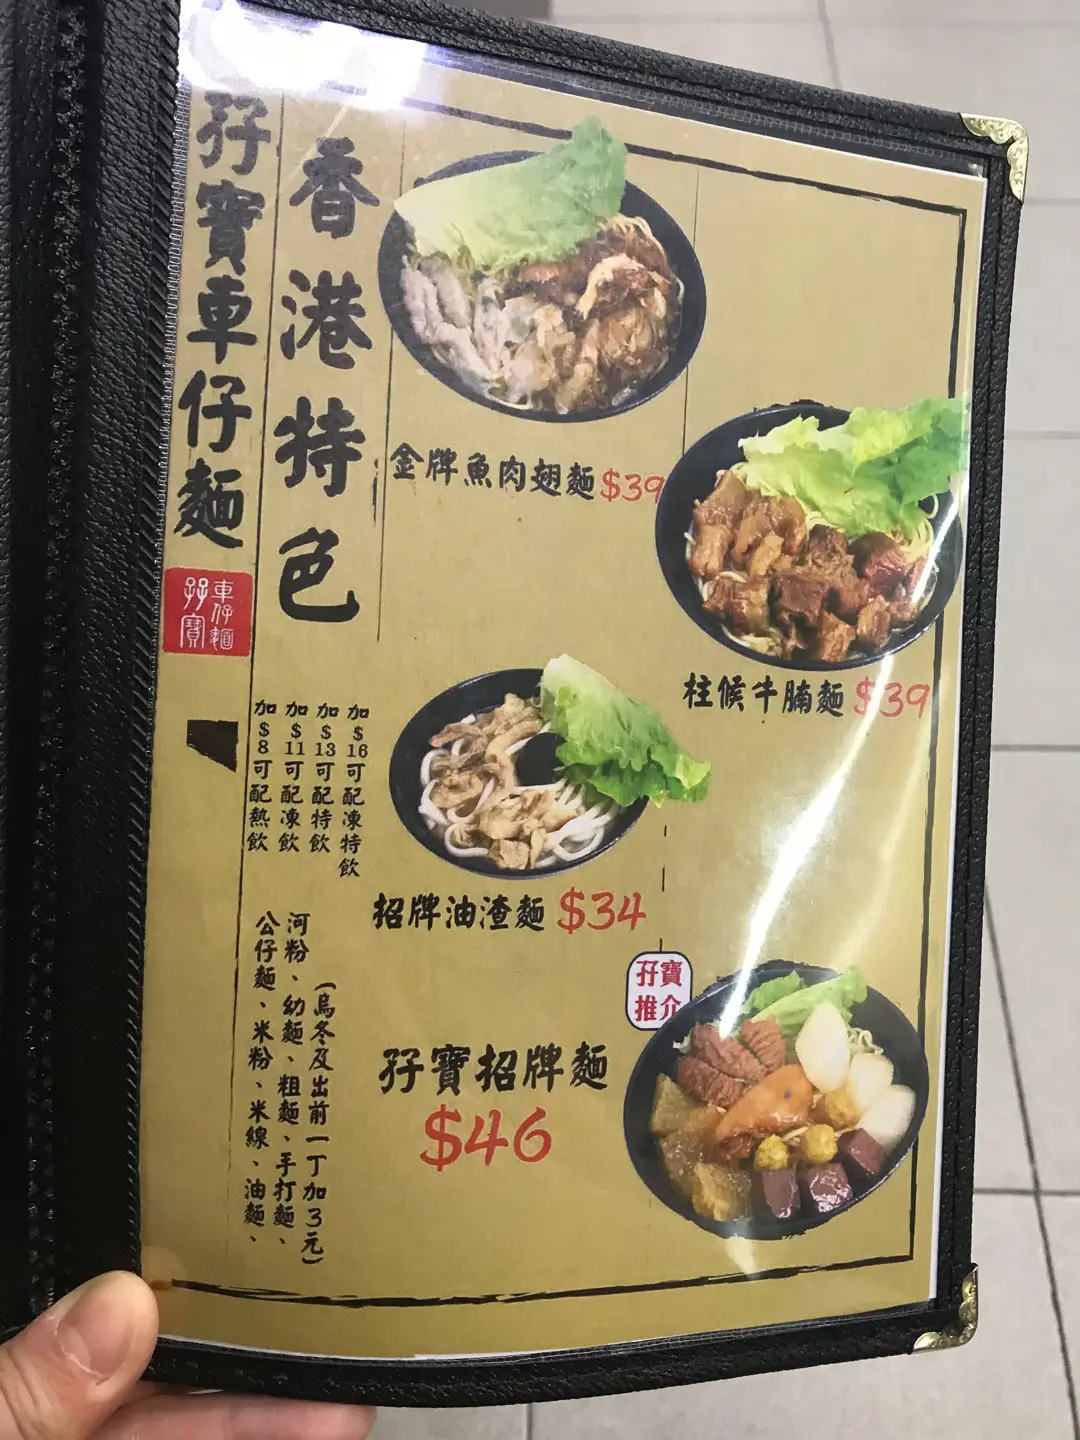 孖寶車仔麵
孖寶
車仔麵
香港特色
金牌魚肉翅麵 $39
柱候牛腩麵 $39
招牌油渣麵 $34
孖寶
推介
孖寶招牌麵
$46
加$16可配凍特飲
加$13可配特飲
加$11可配凍飲
加$8可配熱飲
(烏冬及出前一丁加3元)
河粉、幼麵、粗麵、手打麵、
公仔麵、米粉、米線、油麵、